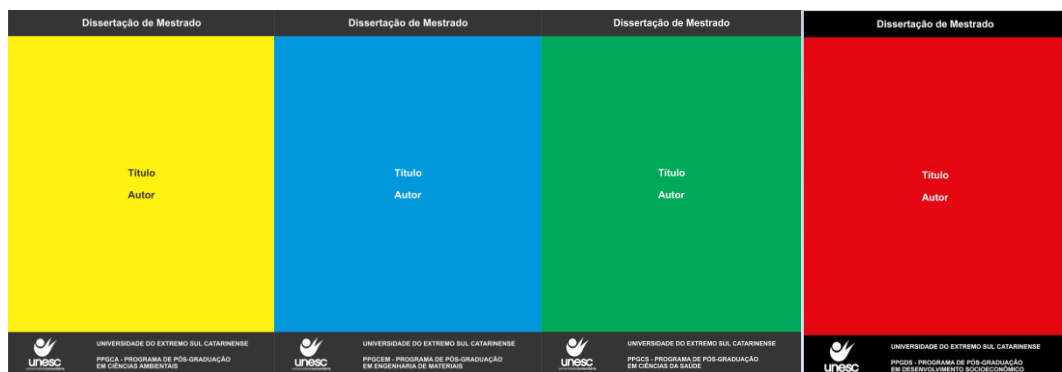 Dissertação de Mestrado
Título
Autor
unesc
UNIVERSIDADE DO EXTREMO SUL CATARINENSE
PPGCA - PROGRAMA DE PÓS-GRADUAÇÃO
EM CIÊNCIAS AMBIENTAIS
Dissertação de Mestrado
Título
Autor
unesc
UNIVERSIDADE DO EXTREMO SUL CATARINENSE
PPGCEM - PROGRAMA DE PÓS-GRADUAÇÃO
EM ENGENHARIA DE MATERIAIS
Dissertação de Mestrado
Título
Autor
unesc
UNIVERSIDADE DO EXTREMO SUL CATARINENSE
PPGCS - PROGRAMA DE PÓS-GRADUAÇÃO
EM CIÊNCIAS DA SAÚDE
Dissertação de Mestrado
Título
Autor
unesc
UNIVERSIDADE DO EXTREMO SUL CATARINENSE
PPGDS - PROGRAMA DE PÓS-GRADUAÇÃO
EM DESENVOLVIMENTO SOCIOECONÔMICO